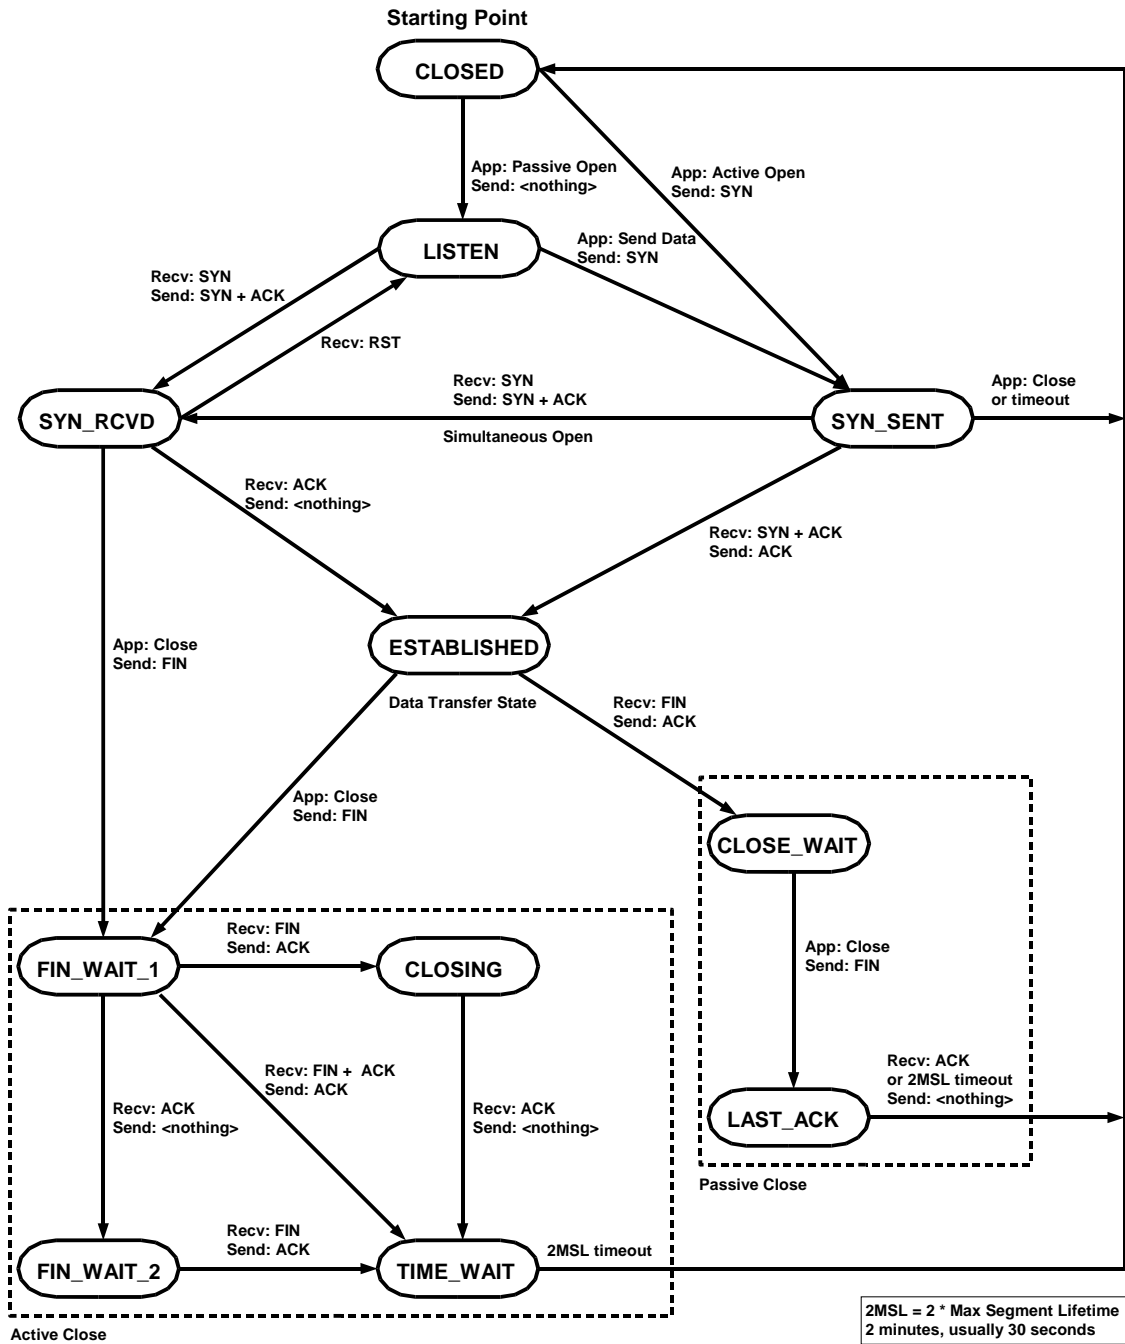 Starting Point
CLOSED
App: Passive Open
Send: <nothing>
App: Active Open
Send: SYN
LISTEN
App: Send Data
Send: SYN
Recv: SYN
Send: SYN + ACK
Recv: RST
Recv: SYN
Send: SYN + ACK
App: Close
or timeout
SYN_RCVD
SYN_SENT
Simultaneous Open
Recv: ACK
Send: <nothing>
Recv: SYN + ACK
Send: ACK
App: Close
Send: FIN
ESTABLISHED
Data Transfer State
Recv: FIN
Send: ACK
App: Close
Send: FIN
CLOSE_WAIT
Recv: FIN
Send: ACK
FIN_WAIT_1
CLOSING
App: Close
Send: FIN
Recv: FIN +  ACK
Send: ACK
Recv: ACK
Send: <nothing>
Recv: ACK
Send: <nothing>
Recv: ACK
or 2MSL timeout
Send: <nothing>
LAST_ACK
Passive Close
Recv: FIN
Send: ACK
2MSL timeout
FIN_WAIT_2
TIME_WAIT
Active Close
2MSL = 2 * Max Segment Lifetime
2 minutes, usually 30 seconds